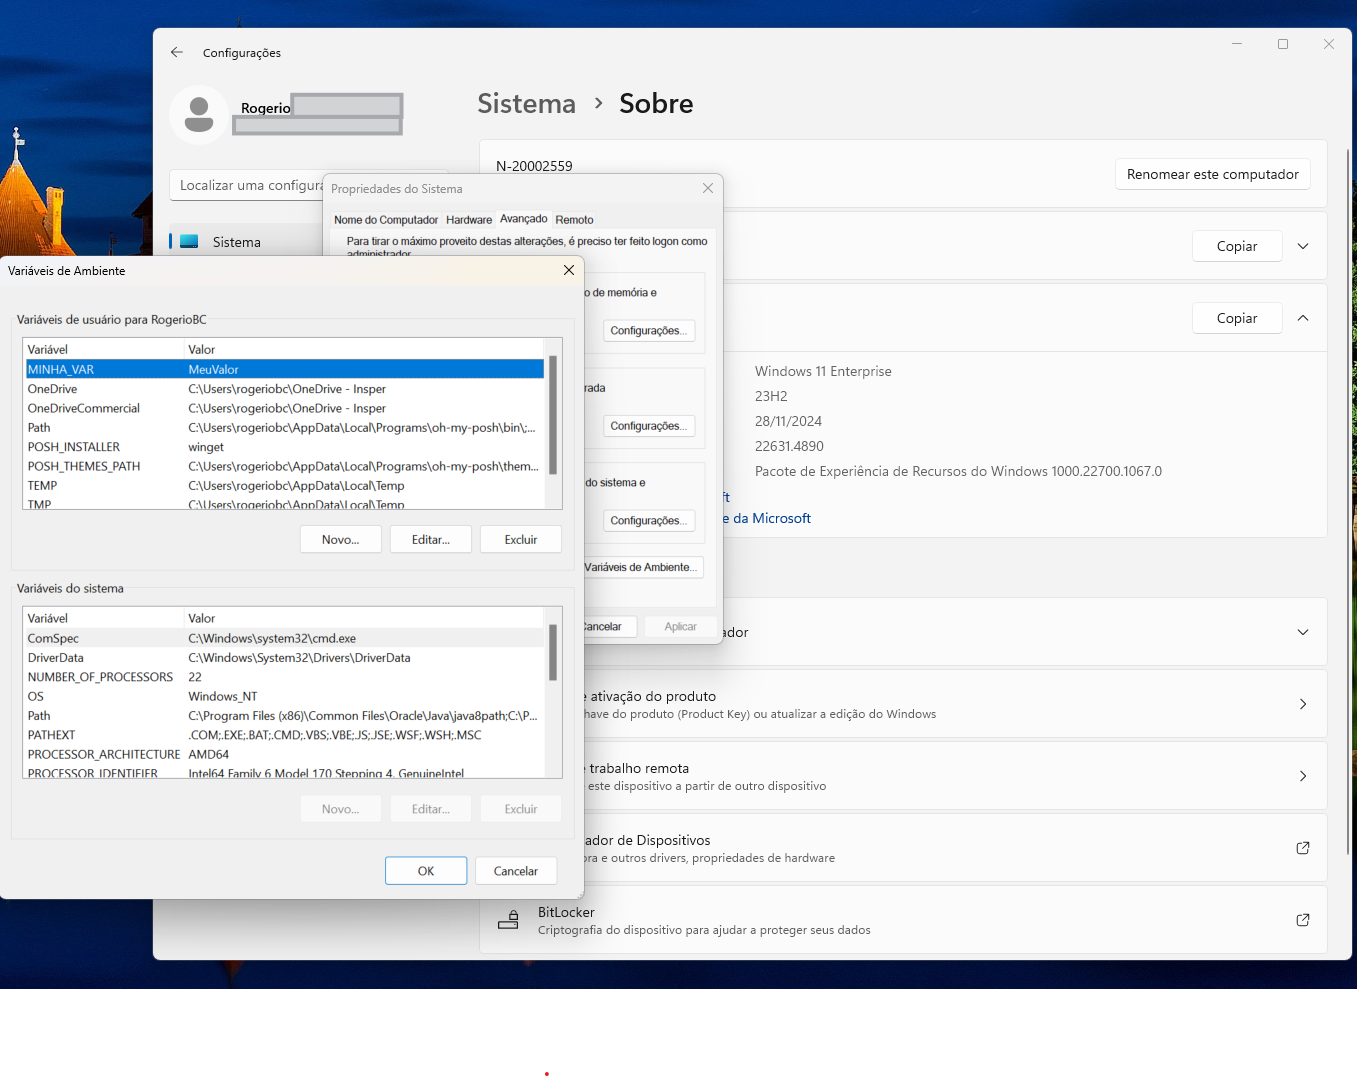 Configurações
Rogerio
Localizar uma configura
Sistema
Sistema > Sobre
N-20002559
Renomear este computador
Copiar
Copiar
Windows 11 Enterprise
23H2
28/11/2024
22631.4890
Pacote de Experiência de Recursos do Windows 1000.22700.1067.0
ft
e da Microsoft
ador
e ativação do produto
have do produto (Product Key) ou atualizar a edição do Windows
e trabalho remota
este dispositivo a partir de outro dispositivo
ador de Dispositivos
ora e outros drivers, propriedades de hardware
BitLocker
Criptografia do dispositivo para ajudar a proteger seus dados
Propriedades do Sistema
Nome do Computador Hardware Avançado Remoto
Para tirar o máximo proveito destas alterações, é preciso ter feito logon como
administrador
o de memória e
Configurações...
rada
Configurações...
do sistema e
Configurações...
Variáveis de Ambiente...
Cancelar Aplicar
Variáveis de Ambiente
Variáveis de usuário para RogerioBC
Variável Valor
MINHA_VAR MeuValor
OneDrive C:\Users\rogeriobc\OneDrive - Insper
OneDriveCommercial C:\Users\rogeriobc\OneDrive - Insper
Path C:\Users\rogeriobc\AppData\Local\Programs\oh-my-posh\bin\;...
POSH_INSTALLER winget
POSH_THEMES_PATH C:\Users\rogeriobc\AppData\Local\Programs\oh-my-posh\them...
TEMP C:\Users\rogeriobc\AppData\Local\Temp
TMP C:\Users\rogeriobc\AppData\Local\Temp
Novo... Editar... Excluir
Variáveis do sistema
Variável Valor
ComSpec C:\Windows\system32\cmd.exe
DriverData C:\Windows\System32\Drivers\DriverData
NUMBER_OF_PROCESSORS 22
OS Windows_NT
Path C:\Program Files (x86)\Common Files\Oracle\Java\java8path;C:\P...
PATHEXT .COM;.EXE;.BAT;.CMD;.VBS;.VBE;.JS;.JSE;.WSF;.WSH;.MSC
PROCESSOR_ARCHITECTURE AMD64
PROCESSOR_IDENTIFIER Intel64 Family 6 Model 170 Stepping 4, GenuineIntel
Novo... Editar... Excluir
OK Cancelar